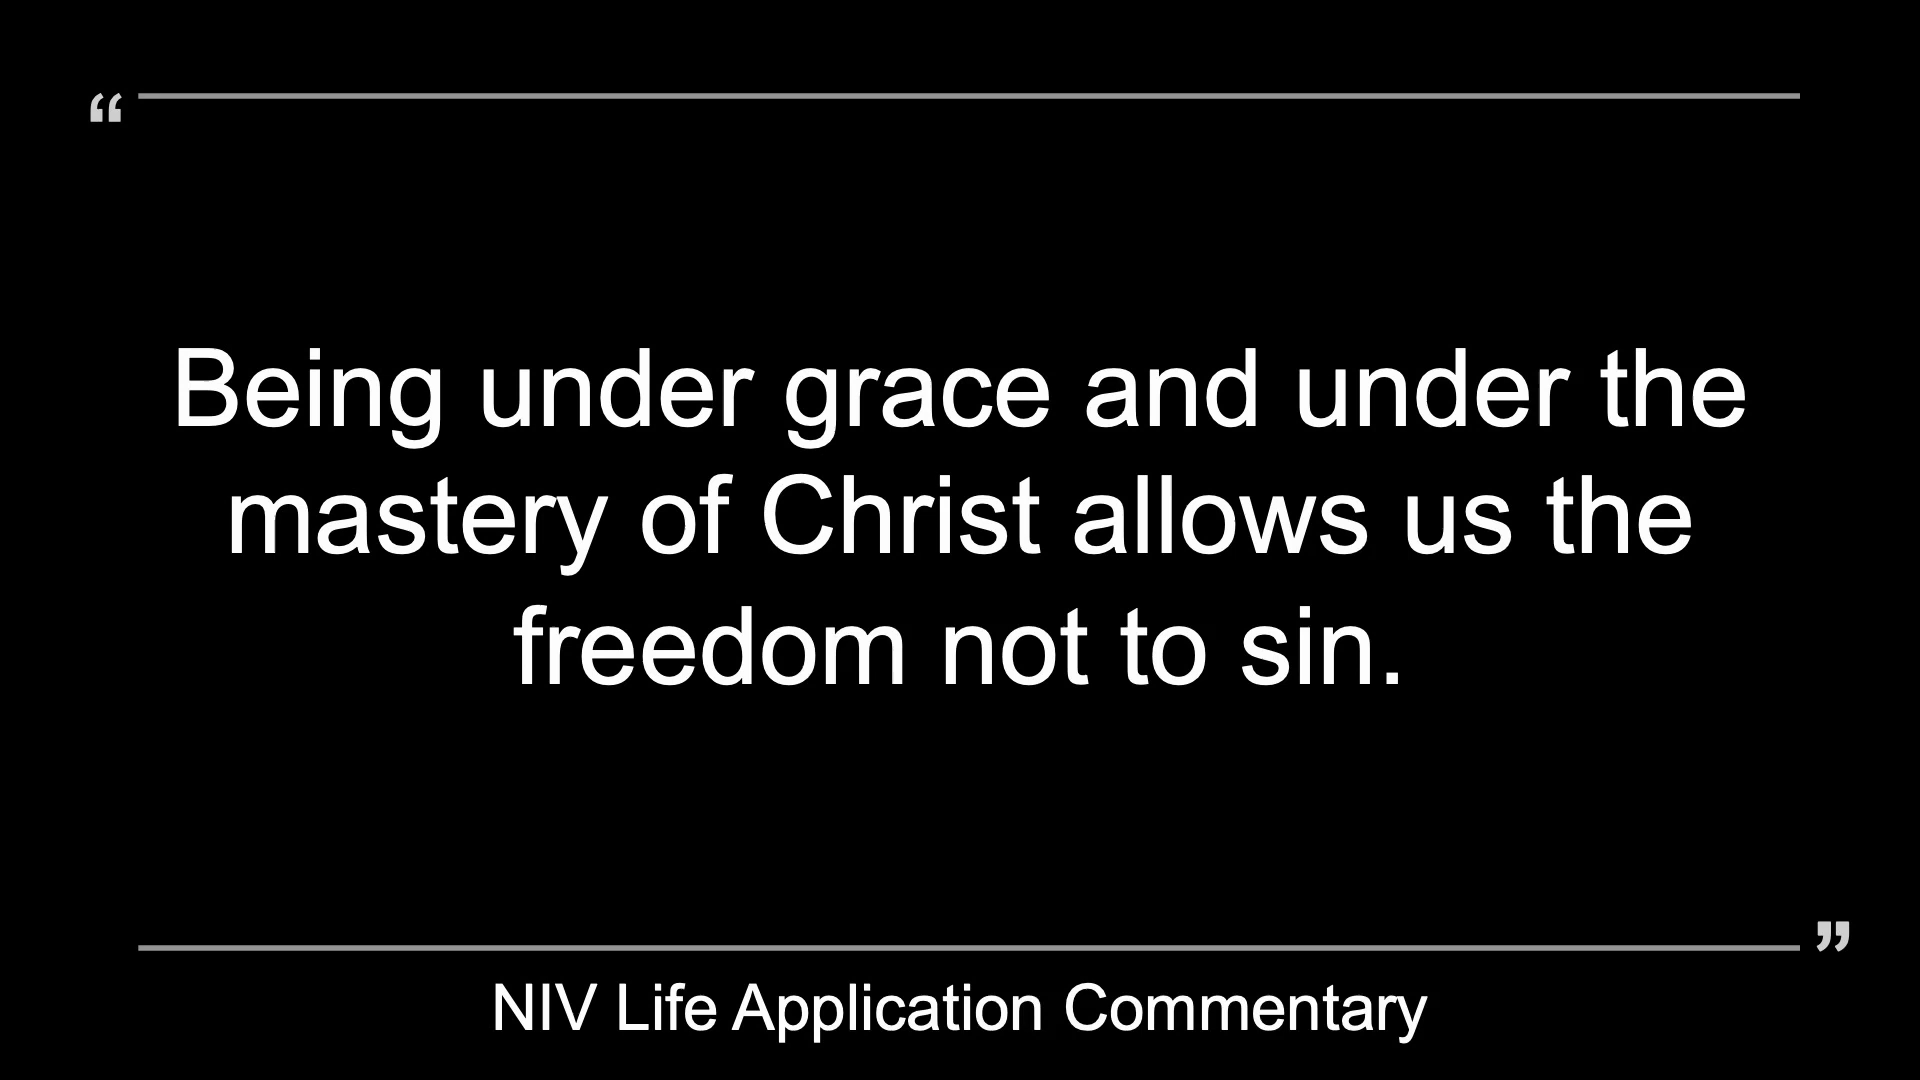 “
Being under grace and under the
mastery of Christ allows us the
freedom not to sin.
”
NIV Life Application Commentary